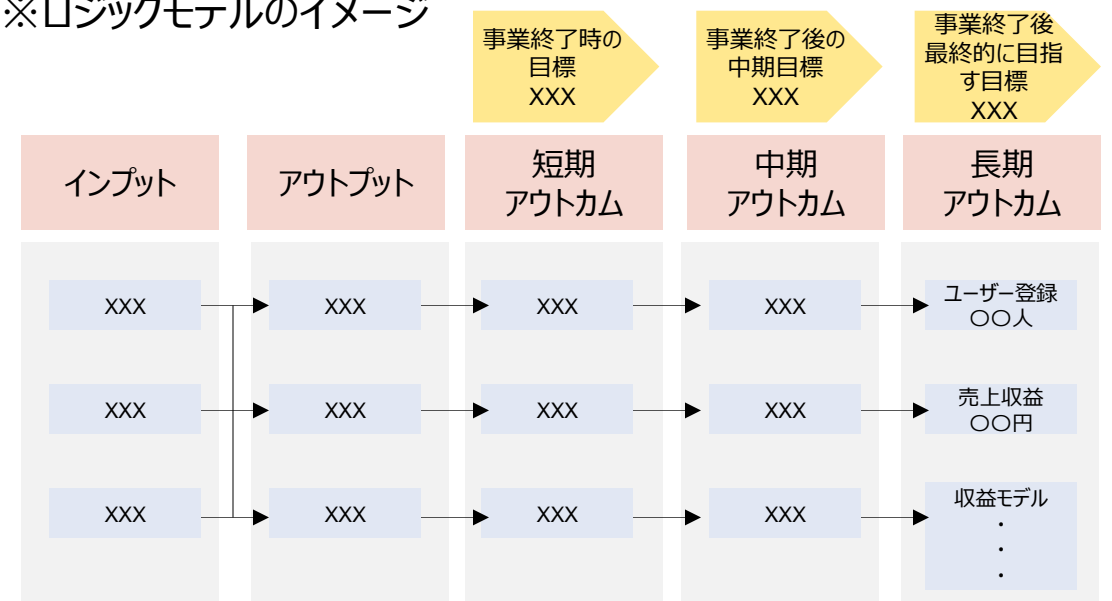 ※ロジックモデルのイメージ
事業終了時の
目標
XXX
事業終了後の
中期目標
XXX
事業終了後
最終的に目指
す目標
XXX
インプット
アウトプット
短期
アウトカム
中期
アウトカム
長期
アウトカム
XXX
XXX
XXX
XXX
ユーザー登録
〇〇人
XXX
XXX
XXX
XXX
売上収益
〇〇円
XXX
XXX
XXX
XXX
収益モデル
・
・
・